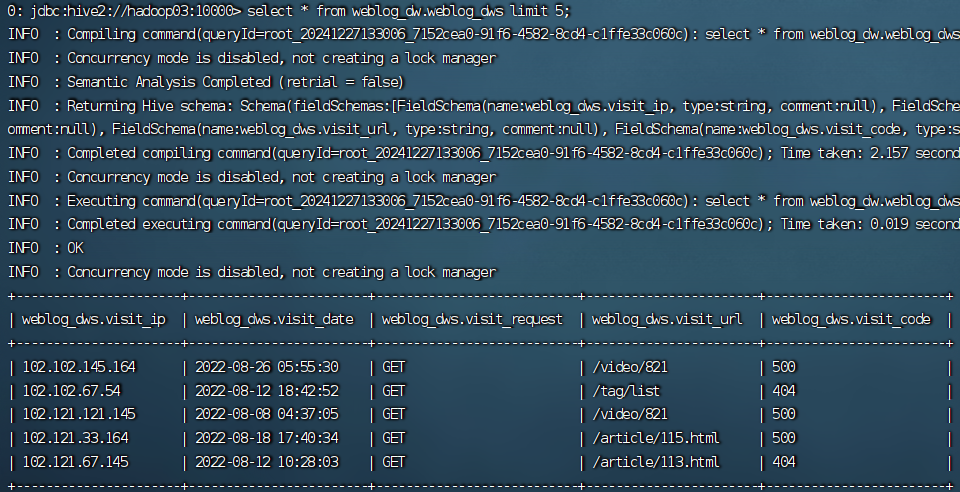 0: jdbc:hive2://hadoop03:10000> select * from weblog_dw.weblog_dws limit 5;
INFO  : Compiling command(queryId=root_20241227133006_7152cea0-91f6-4582-8cd4-c1ffe33c060c): select * from weblog_dw.weblog_dws
INFO  : Concurrency mode is disabled, not creating a lock manager
INFO  : Semantic Analysis Completed (retrial = false)
INFO  : Returning Hive schema: Schema(fieldSchemas:[FieldSchema(name:weblog_dws.visit_ip, type:string, comment:null), FieldSche
omment:null), FieldSchema(name:weblog_dws.visit_url, type:string, comment:null), FieldSchema(name:weblog_dws.visit_code, type:s
INFO  : Completed compiling command(queryId=root_20241227133006_7152cea0-91f6-4582-8cd4-c1ffe33c060c); Time taken: 2.157 second
INFO  : Concurrency mode is disabled, not creating a lock manager
INFO  : Executing command(queryId=root_20241227133006_7152cea0-91f6-4582-8cd4-c1ffe33c060c): select * from weblog_dw.weblog_dws
INFO  : Completed executing command(queryId=root_20241227133006_7152cea0-91f6-4582-8cd4-c1ffe33c060c); Time taken: 0.019 second
INFO  : OK
INFO  : Concurrency mode is disabled, not creating a lock manager
+----------------------+------------------------+---------------------------+-----------------------+------------------------+
| weblog_dws.visit_ip  | weblog_dws.visit_date  | weblog_dws.visit_request  | weblog_dws.visit_url  | weblog_dws.visit_code  |
+----------------------+------------------------+---------------------------+-----------------------+------------------------+
| 102.102.145.164      | 2022-08-26 05:55:30    | GET                       | /video/821            | 500                    |
| 102.102.67.54        | 2022-08-12 18:42:52    | GET                       | /tag/list             | 404                    |
| 102.121.121.145      | 2022-08-08 04:37:05    | GET                       | /video/821            | 500                    |
| 102.121.33.164       | 2022-08-18 17:40:34    | GET                       | /article/115.html     | 500                    |
| 102.121.67.145       | 2022-08-12 10:28:03    | GET                       | /article/113.html     | 404                    |
+----------------------+------------------------+---------------------------+-----------------------+------------------------+